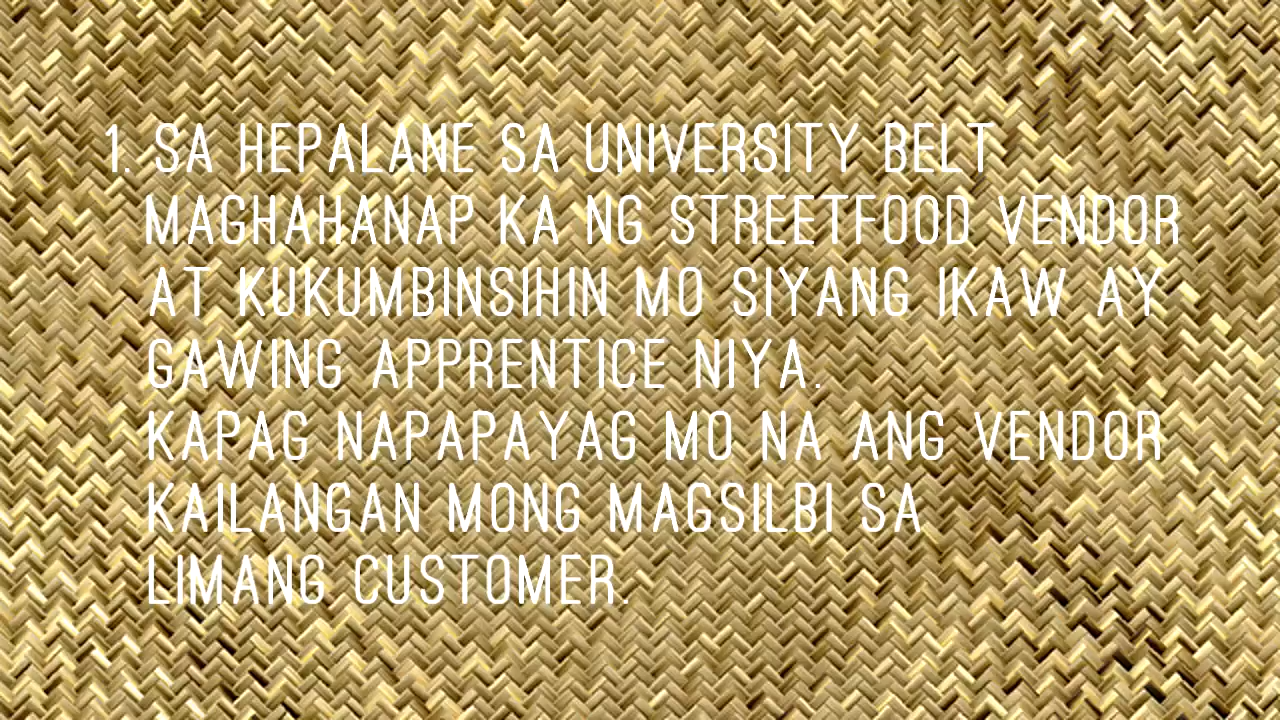 1. SA HEPALANE SA UNIVERSITY BELT
MAGHAHANAP KA NG STREETFOOD VENDOR
AT KUKUMBINSIHIN MO SIYANG IKAW AY
GAWING APPRENTICE NIYA.
KAPAG NAPAPAYAG MO NA ANG VENDOR
KAILANGAN MONG MAGSILBI SA
LIMANG CUSTOMER.